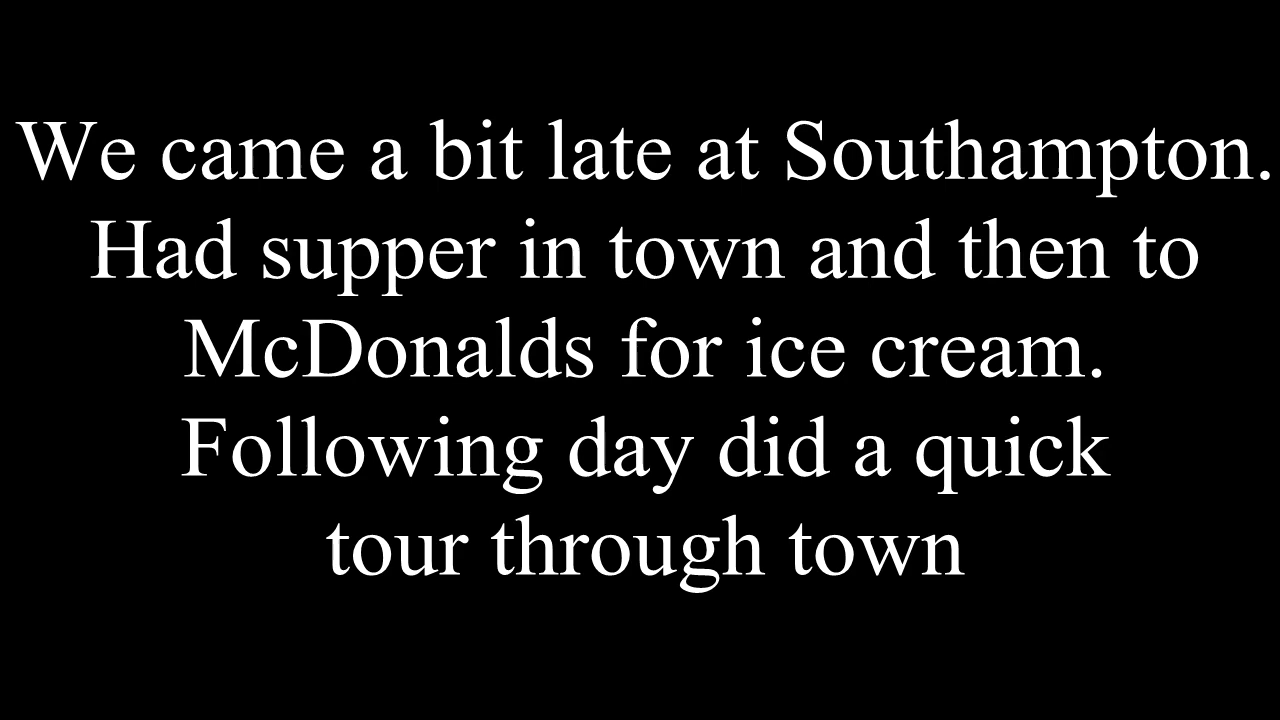 We came a bit late at Southampton.
Had supper in town and then to
McDonalds for ice cream.
Following day did a quick
tour through town